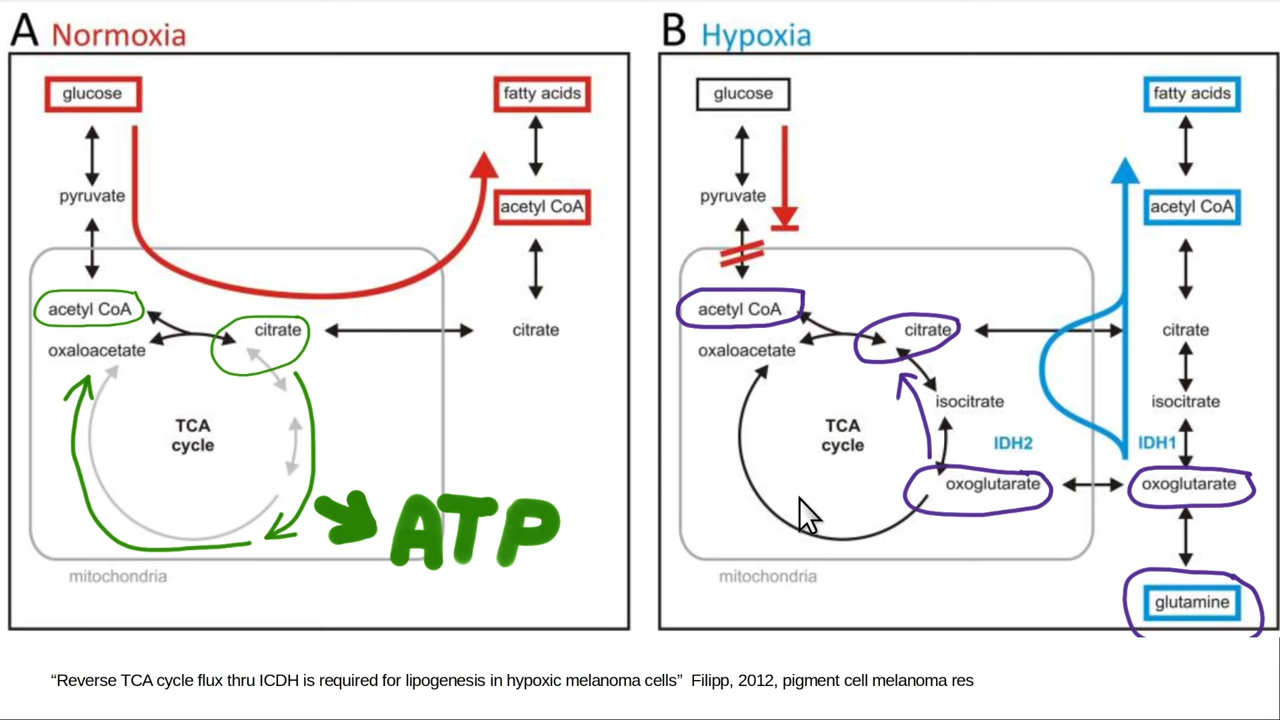 A Normoxia
glucose
fatty acids
pyruvate
acetyl CoA
acetyl CoA
citrate
citrate
oxaloacetate
TCA
cycle
ATP
mitochondria
B Hypoxia
glucose
fatty acids
pyruvate
acetyl CoA
acetyl CoA
citrate
citrate
oxaloacetate
isocitrate
isocitrate
TCA
cycle
IDH2
IDH1
oxoglutarate
oxoglutarate
mitochondria
glutamine
“Reverse TCA cycle flux thru ICDH is required for lipogenesis in hypoxic melanoma cells” Filipp, 2012, pigment cell melanoma res